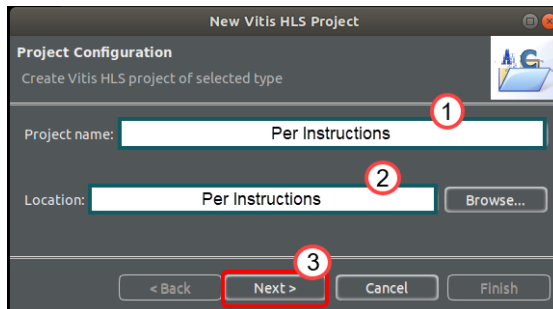 New Vitis HLS Project
Project Configuration
Create Vitis HLS project of selected type
1
Project name: Per Instructions
2
Location: Per Instructions Browse...
3
< Back Next > Cancel Finish